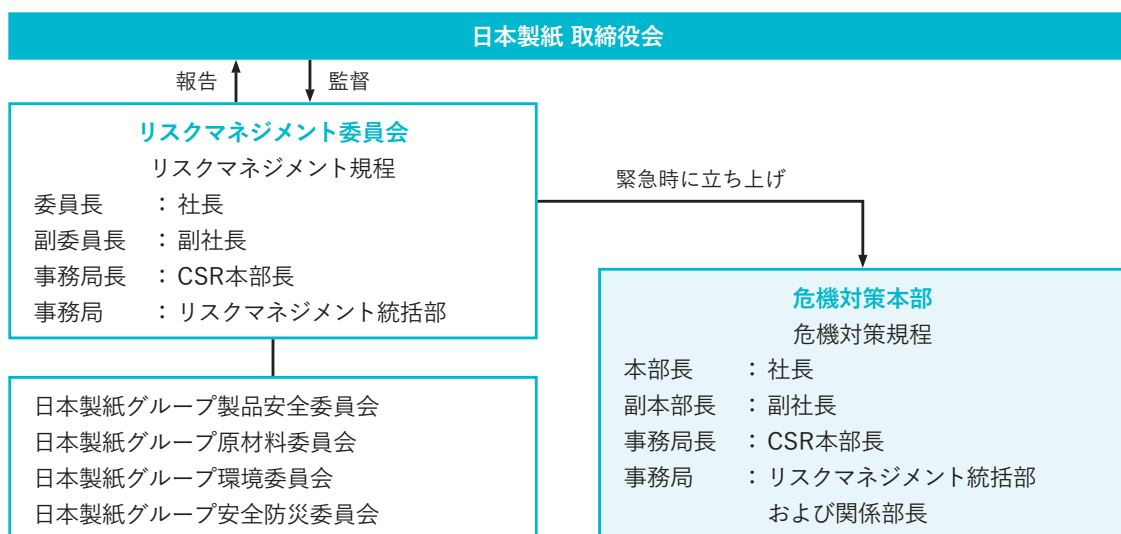 日本製紙 取締役会
報告
監督
リスクマネジメント委員会
リスクマネジメント規程
委員長 : 社長
副委員長 : 副社長
事務局長 : CSR本部長
事務局 : リスクマネジメント統括部
緊急時に立ち上げ
日本製紙グループ製品安全委員会
日本製紙グループ原材料委員会
日本製紙グループ環境委員会
日本製紙グループ安全防災委員会
危機対策本部
危機対策規程
本部長 : 社長
副本部長 : 副社長
事務局長 : CSR本部長
事務局 : リスクマネジメント統括部
および関係部長